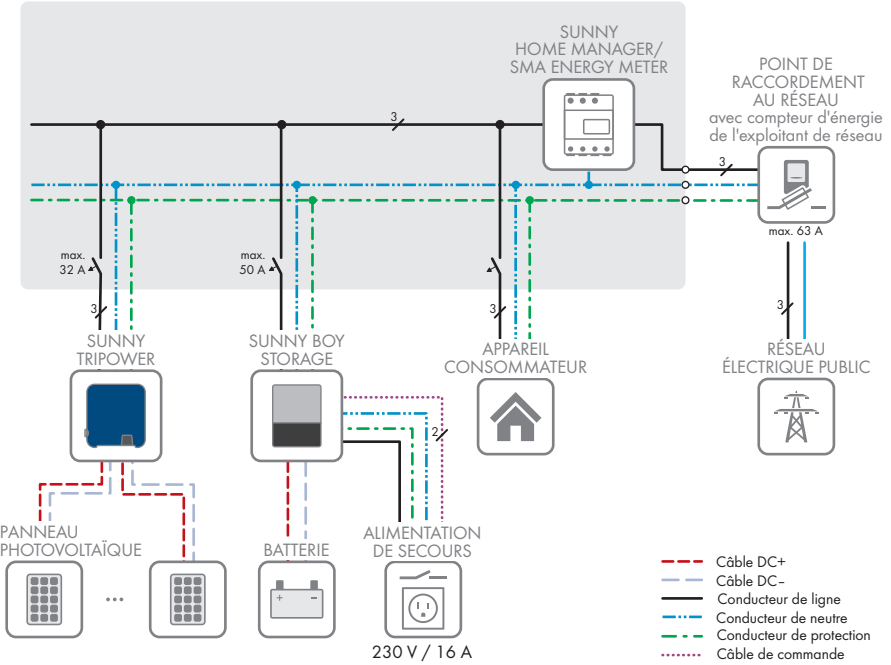 SUNNY
HOME MANAGER/
SMA ENERGY METER
POINT DE
RACCORDEMENT
AU RÉSEAU
avec compteur d'énergie
de l'exploitant de réseau
3
3
max. 63 A
max.
32 A
max.
50 A
3
3
3
SUNNY
TRIPOWER
SUNNY BOY
STORAGE
APPAREIL
CONSOMMATEUR
RÉSEAU
ÉLECTRIQUE PUBLIC
2
PANNEAU
PHOTOVOLTAÏQUE
BATTERIE
ALIMENTATION
DE SECOURS
...
+ −
230 V / 16 A
Câble DC+
Câble DC−
Conducteur de ligne
Conducteur de neutre
Conducteur de protection
Câble de commande